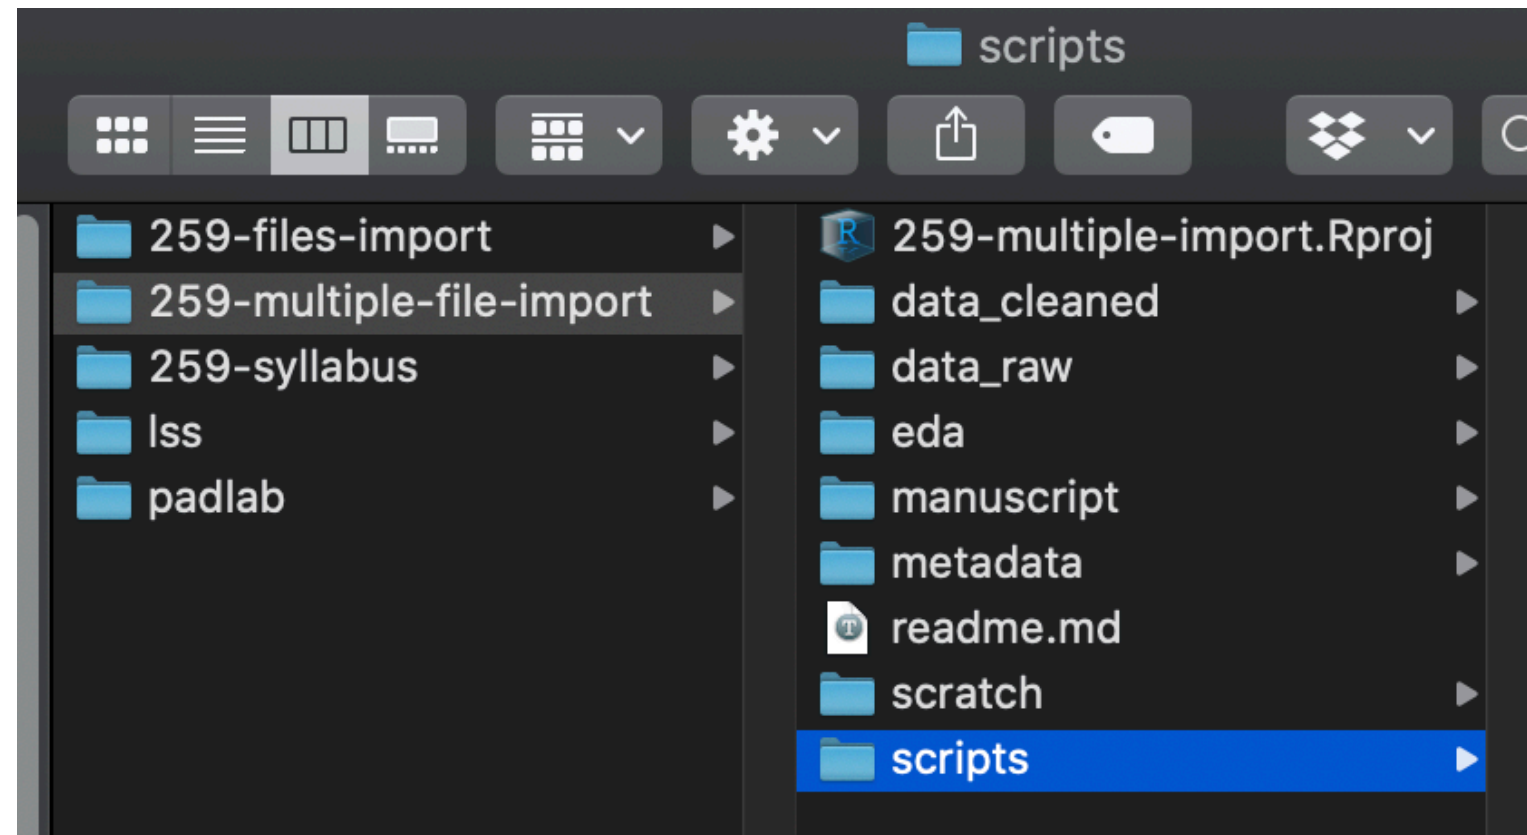 scripts
259-files-import
259-multiple-file-import
259-syllabus
lss
padlab
259-multiple-import.Rproj
data_cleaned
data_raw
eda
manuscript
metadata
readme.md
scratch
scripts